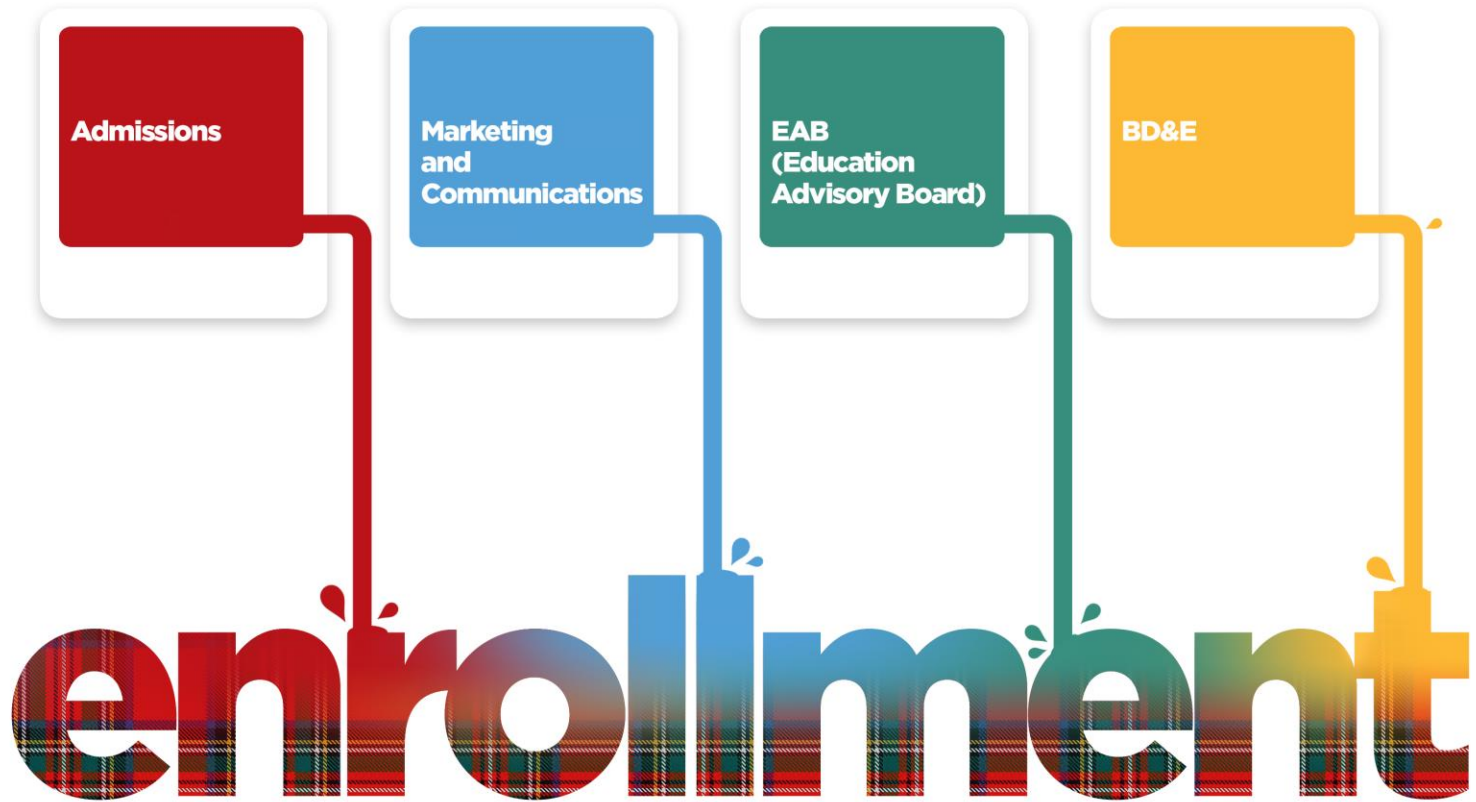 Admissions
Marketing
and
Communications
EAB
(Education
Advisory Board)
BD&E
enrollment